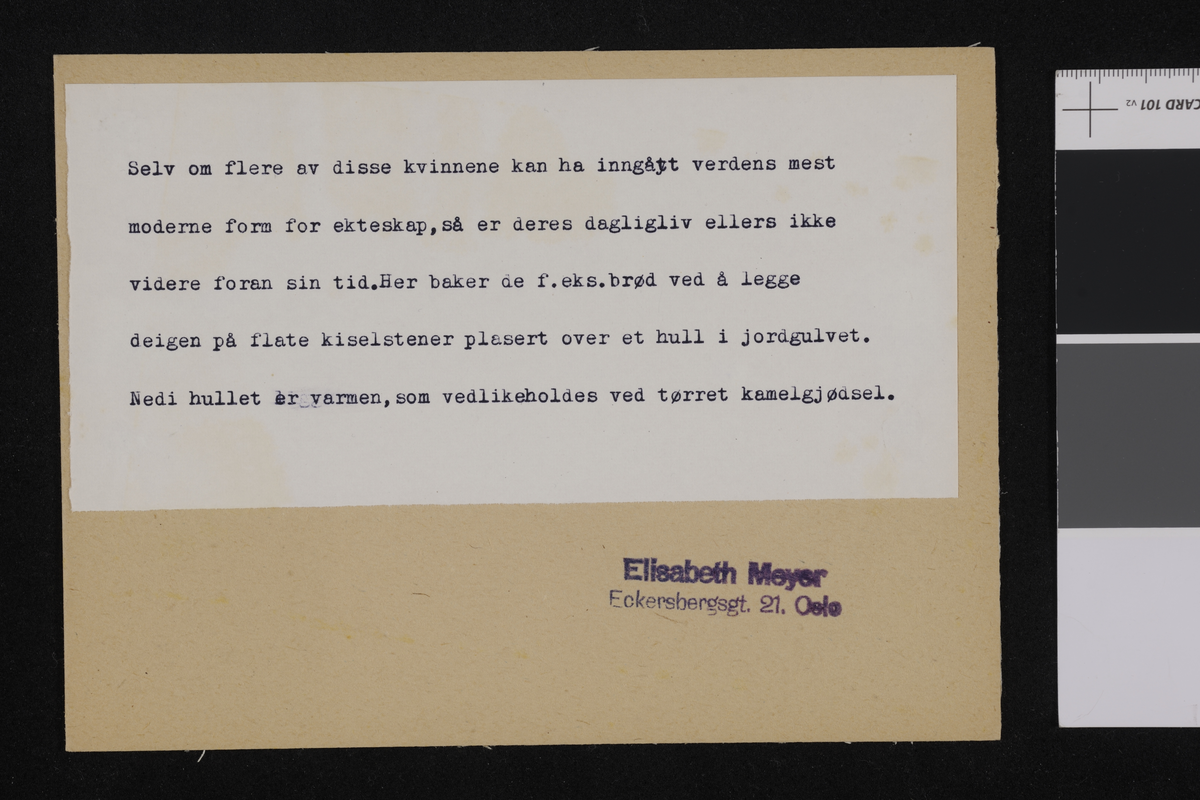 Selv om flere av disse kvinnene kan ha inngått verdens mest
moderne form for ekteskap,så er deres dagligliv ellers ikke
videre foran sin tid.Her baker de f.eks.brød ved å legge
deigen på flate kiselstener plasert over et hull i jordgulvet.
Nedi hullet er varmen,som vedlikeholdes ved tørret kamelgjødsel.
Elisabeth Meyer
Eckersbergsgt. 21. Oslo
CARD 101 v2